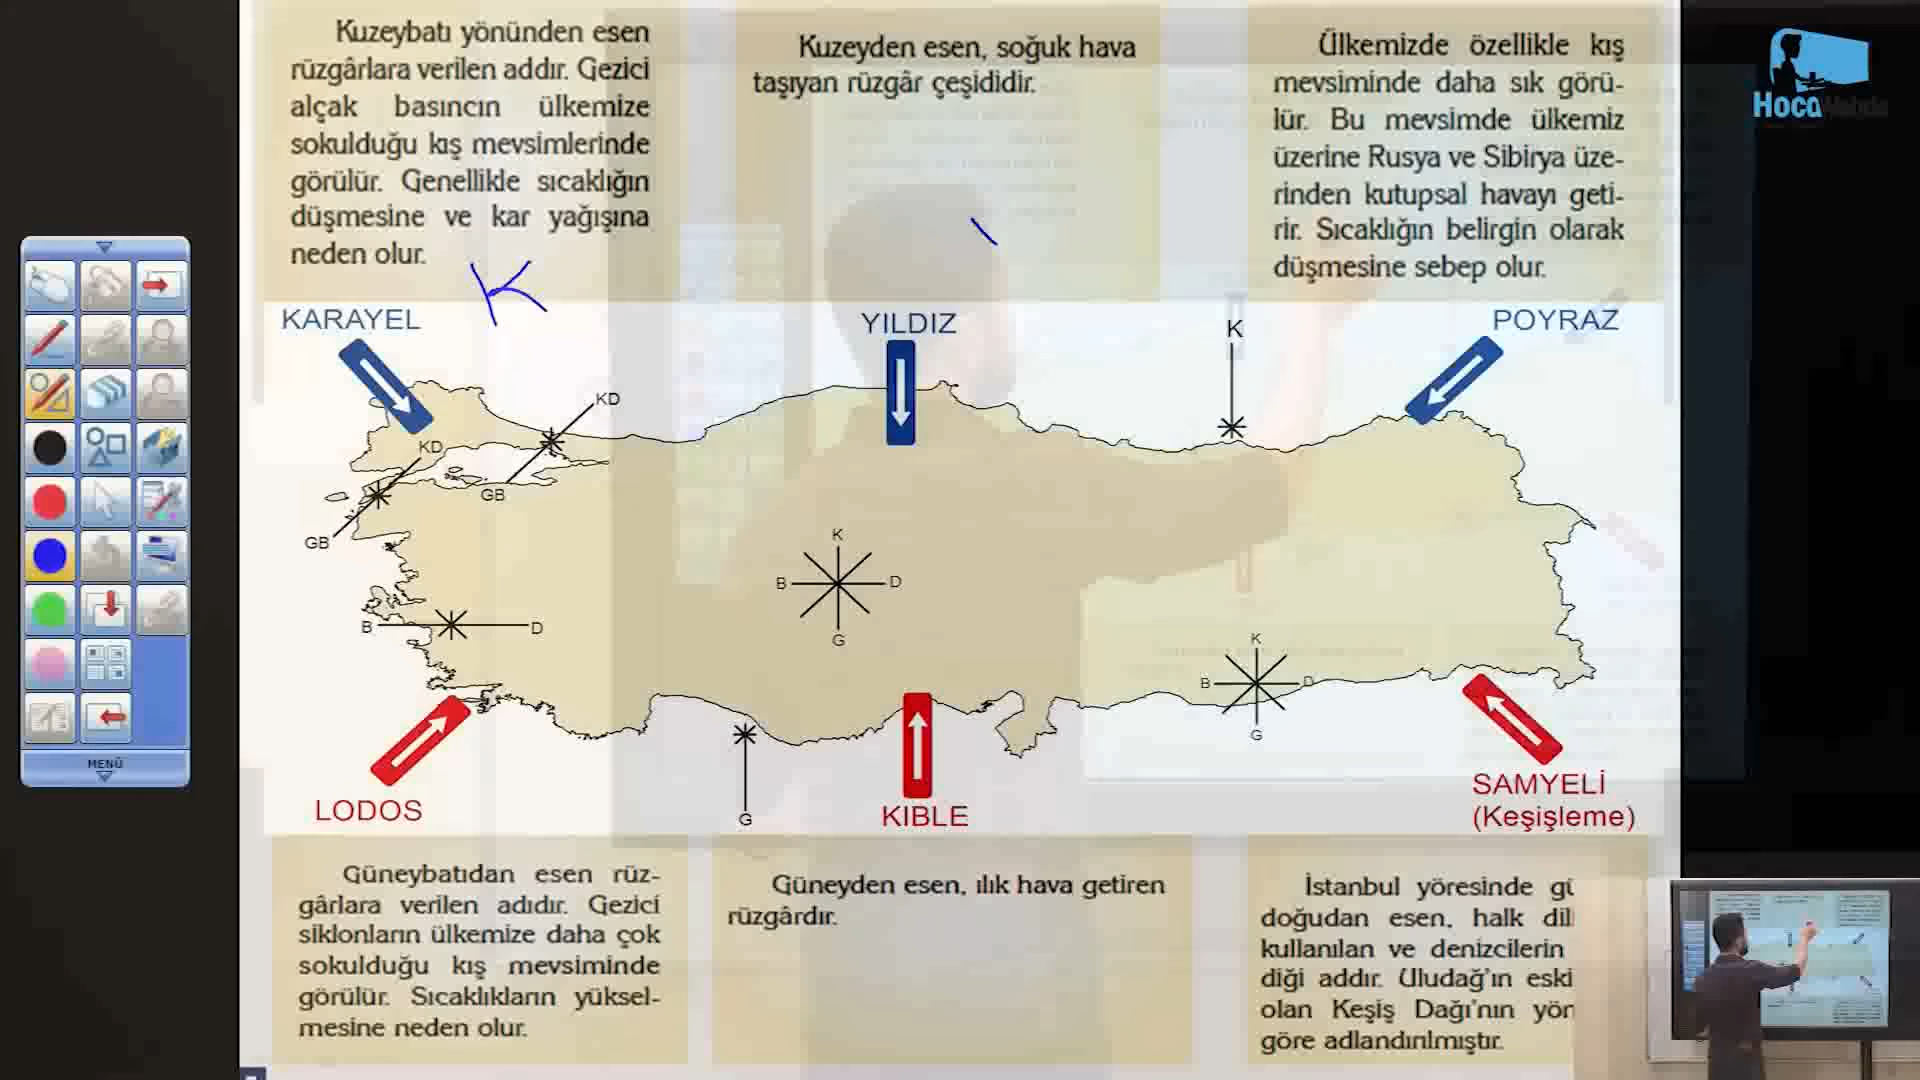 Kuzeybatı yönünden esen
rüzgârlara verilen addır. Gezici
alçak basıncın ülkemize
sokulduğu kış mevsimlerinde
görülür. Genellikle sıcaklığın
düşmesine ve kar yağışına
neden olur.
Kuzeyden esen, soğuk hava
taşıyan rüzgâr çeşididir.
Ülkemizde özellikle kış
mevsiminde daha sık görü-
lür. Bu mevsimde ülkemiz
üzerine Rusya ve Sibirya üze-
rinden kutupsal havayı geti-
rir. Sıcaklığın belirgin olarak
düşmesine sebep olur.
Hoca
K
KARAYEL
YILDIZ
K
POYRAZ
KD
KD
GB
GB
K
B
D
G
B
D
K
B
D
G
G
LODOS
KIBLE
SAMYELİ
(Keşişleme)
Güneybatıdan esen rüz-
gârlara verilen adıdır. Gezici
siklonların ülkemize daha çok
sokulduğu kış mevsiminde
görülür. Sıcaklıkların yüksel-
mesine neden olur.
Güneyden esen, ılık hava getiren
rüzgârdır.
İstanbul yöresinde gü
doğudan esen, halk dil
kullanılan ve denizcilerin
diği addır. Uludağ'ın eski
olan Keşiş Dağı'nın yön
göre adlandırılmıştır.
MENÜ